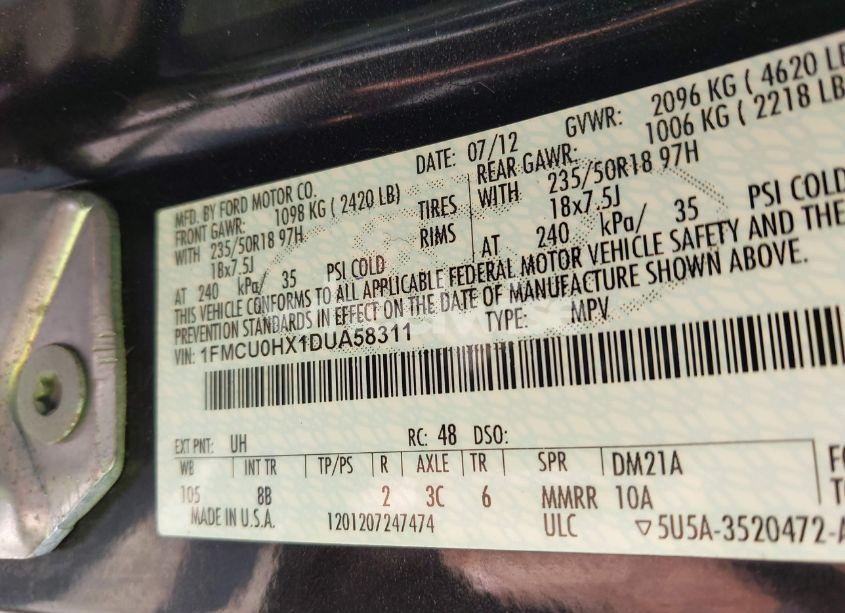 MFD. BY FORD MOTOR CO. DATE: 07/12 GVWR: 2096 KG ( 4620 LB
FRONT GAWR: 1098 KG ( 2420 LB) REAR GAWR: 1006 KG ( 2218 LB
WITH 235/50R18 97H TIRES WITH 235/50R18 97H
18x7.5J RIMS 18x7.5J
AT 240 kPa/ 35 PSI COLD AT 240 kPa/ 35 PSI COLD
THIS VEHICLE CONFORMS TO ALL APPLICABLE FEDERAL MOTOR VEHICLE SAFETY AND THE
PREVENTION STANDARDS IN EFFECT ON THE DATE OF MANUFACTURE SHOWN ABOVE.
VIN: 1FMCU0HX1DUA58311 TYPE: MPV
EXT PNT: UH RC: 48 DSO:
WB INT TR TP/PS R AXLE TR SPR DM21A
105 8B 2 3C 6 MMRR 10A
MADE IN U.S.A. 1201207247474 ULC ▽5U5A-3520472-A